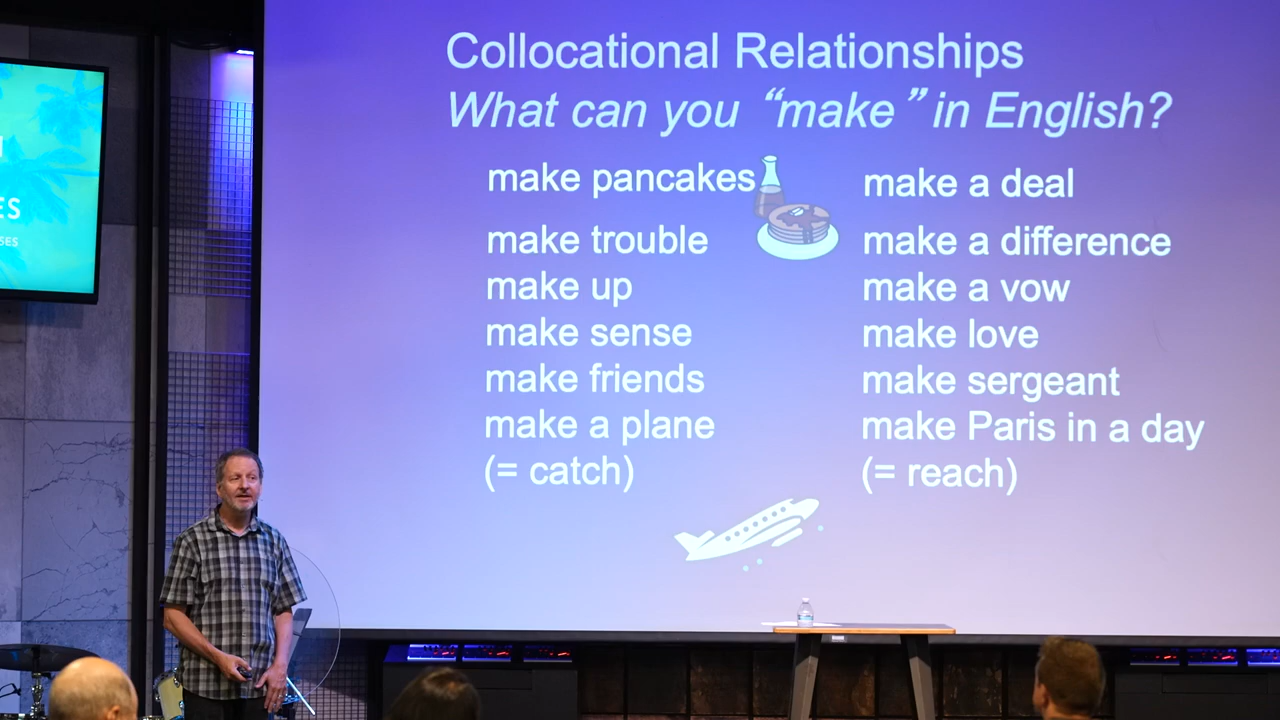 Collocational Relationships
What can you “make” in English?
make pancakes
make trouble
make up
make sense
make friends
make a plane
(= catch)
make a deal
make a difference
make a vow
make love
make sergeant
make Paris in a day
(= reach)